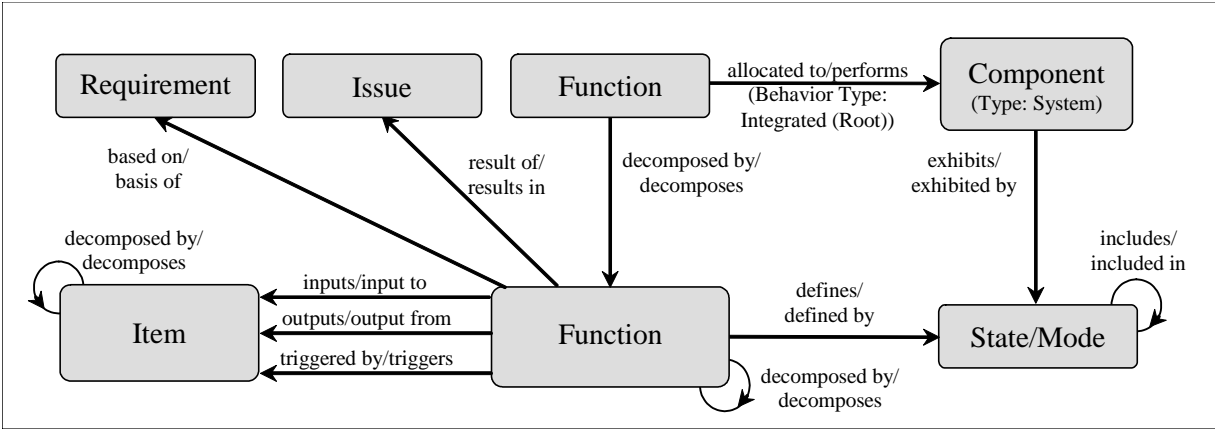 Requirement
Issue
Function
allocated to/performs
(Behavior Type:
Integrated (Root))
Component
(Type: System)
based on/
basis of
result of/
results in
decomposed by/
decomposes
exhibits/
exhibited by
decomposed by/
decomposes
includes/
included in
Item
inputs/input to
outputs/output from
triggered by/triggers
Function
defines/
defined by
State/Mode
decomposed by/
decomposes